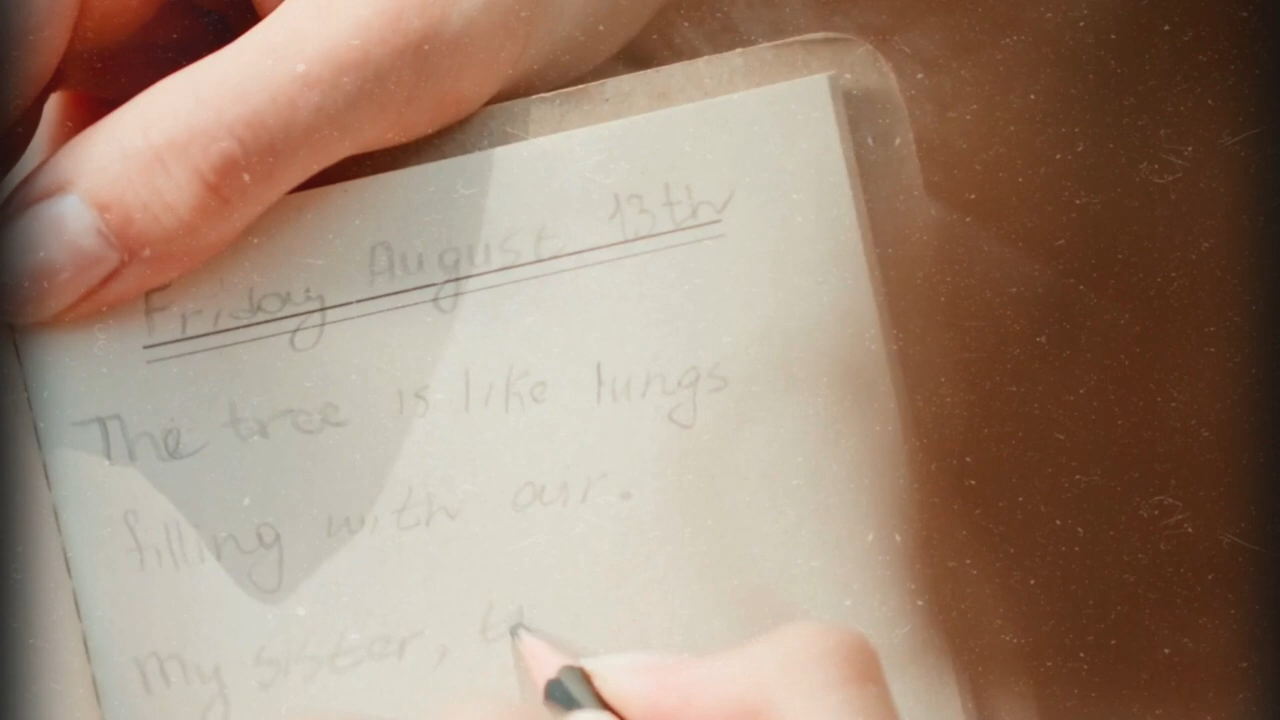 Friday August 13th
The tree is like lungs
filling with air.
My sister,